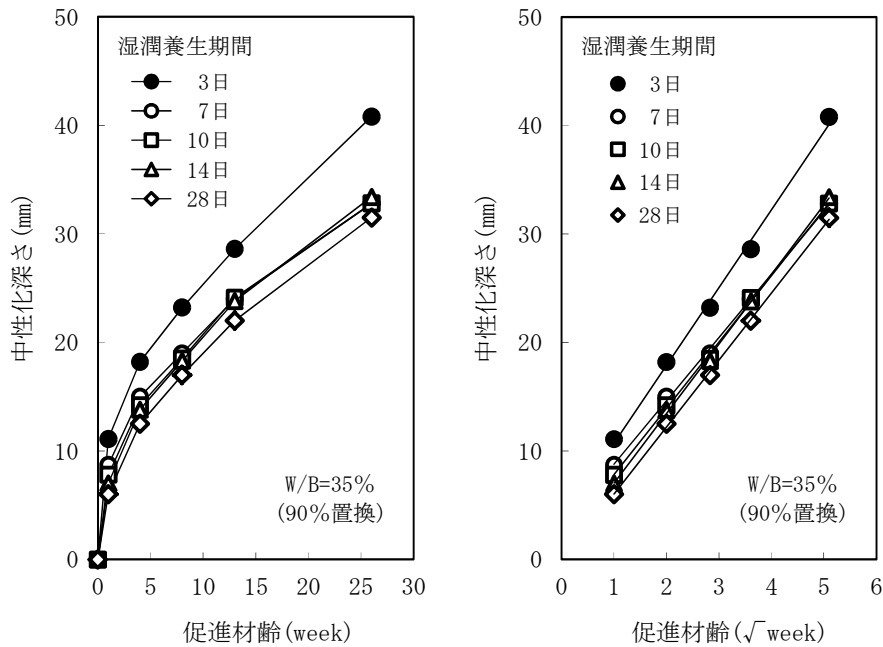 50
40
30
20
10
0
中性化深さ(mm)
湿潤養生期間
3日
7日
10日
14日
28日
W/B=35%
(90%置換)
0 5 10 15 20 25 30
促進材齢(week)
50
40
30
20
10
0
中性化深さ(mm)
湿潤養生期間
3日
7日
10日
14日
28日
W/B=35%
(90%置換)
0 1 2 3 4 5 6
促進材齢(√week)